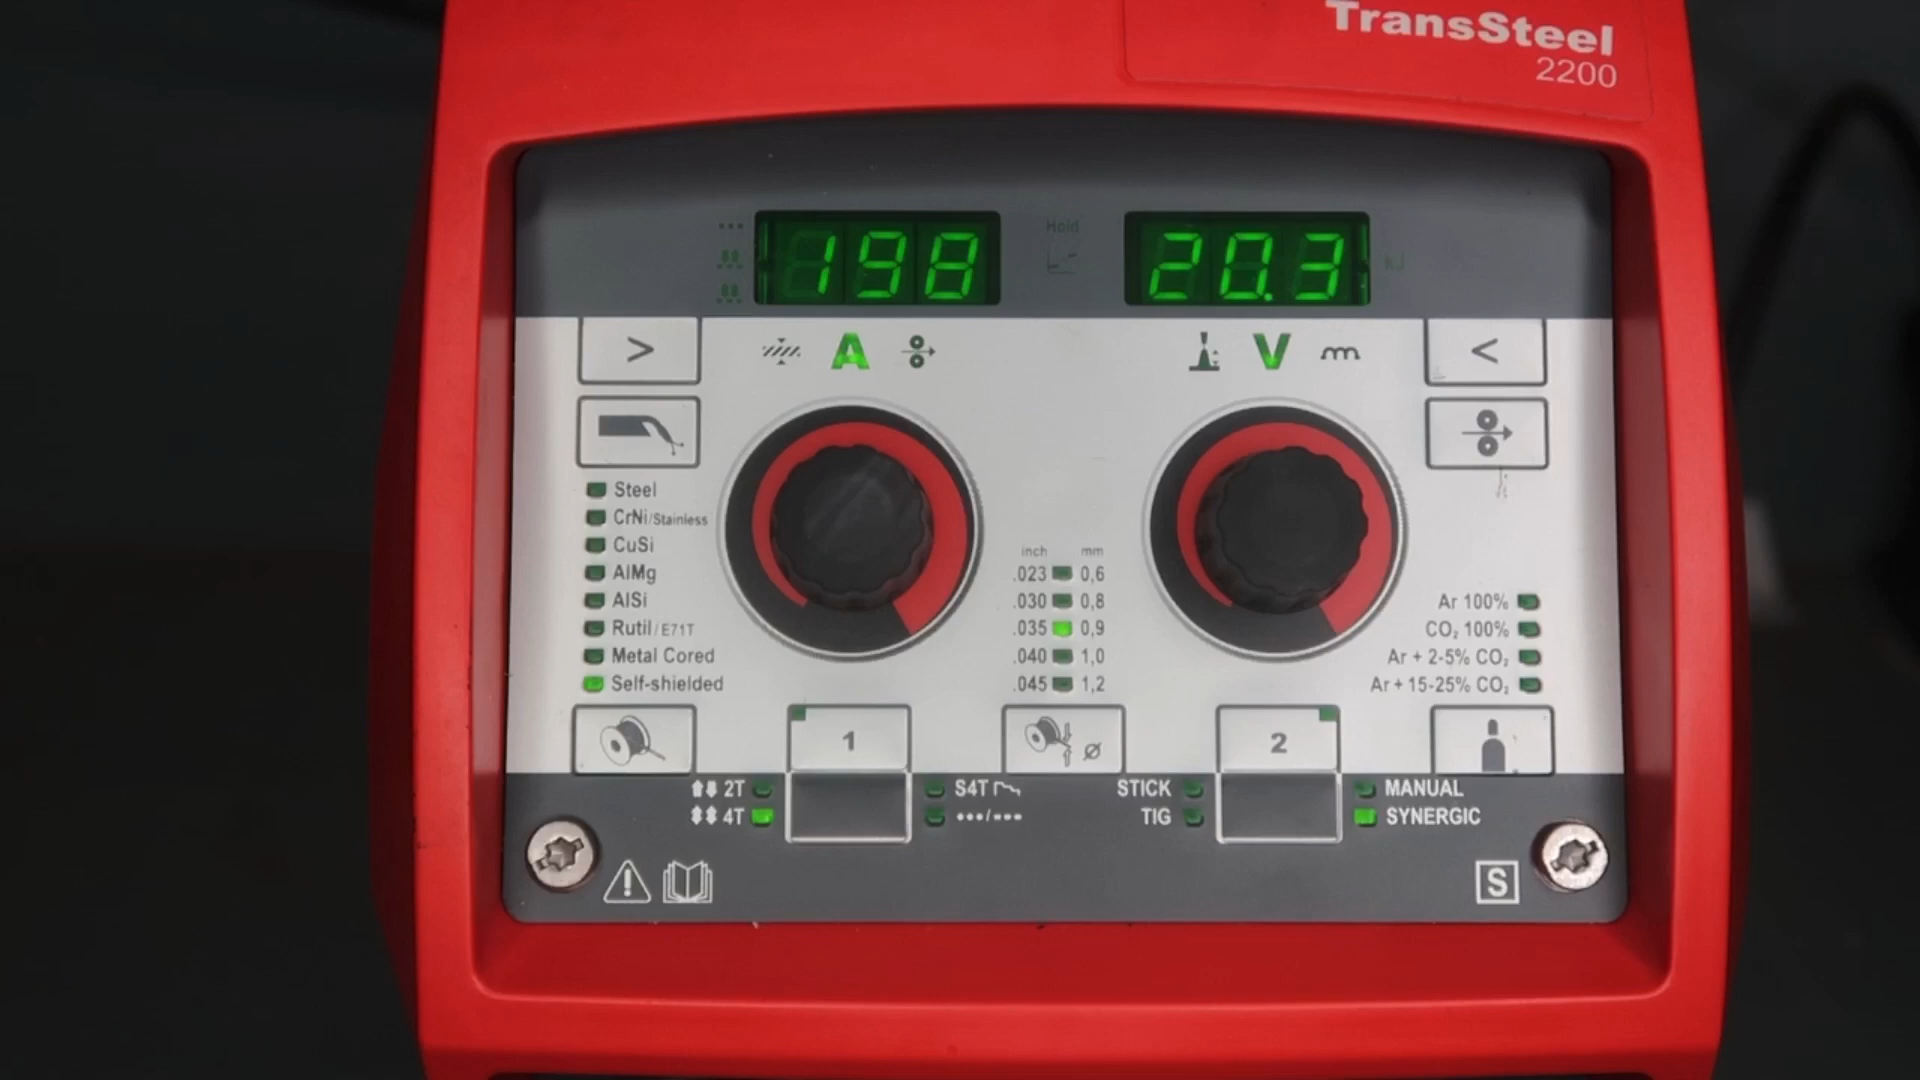 TransSteel
2200
198
Hold
20.3
kJ
>
A
V
<
Steel
CrNi/Stainless
CuSi
AlMg
AlSi
Rutil/E71T
Metal Cored
Self-shielded
inch mm
.023 0,6
.030 0,8
.035 0,9
.040 1,0
.045 1,2
Ar 100%
CO₂ 100%
Ar + 2-5% CO₂
Ar + 15-25% CO₂
1
Ø
2
2T
4T
S4T
STICK
TIG
MANUAL
SYNERGIC
S